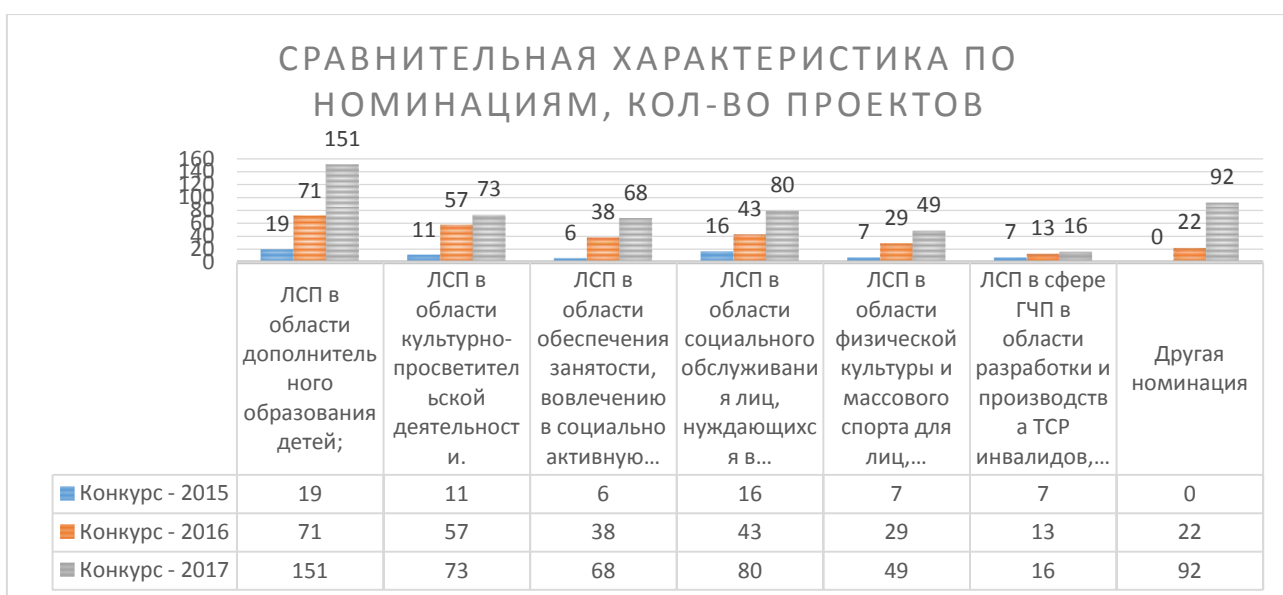 СРАВНИТЕЛЬНАЯ ХАРАКТЕРИСТИКА ПО
НОМИНАЦИЯМ, КОЛ-ВО ПРОЕКТОВ
160
140
120
100
80
60
40
20
0
19 71 151
11 57 73
6 38 68
16 43 80
7 29 49
7 13 16
0 22 92
ЛСП в
области
дополнитель
ного
образования
детей;
ЛСП в
области
культурно-
просветител
ьской
деятельност
и.
ЛСП в
области
обеспечения
занятости,
вовлечению
в социально
активную…
ЛСП в
области
социального
обслуживани
я лиц,
нуждающихс
я в…
ЛСП в
области
физической
культуры и
массового
спорта для
лиц,…
ЛСП в сфере
ГЧП в
области
разработки и
производств
а ТСР
инвалидов,…
Другая
номинация
Конкурс - 2015 19 11 6 16 7 7 0
Конкурс - 2016 71 57 38 43 29 13 22
Конкурс - 2017 151 73 68 80 49 16 92